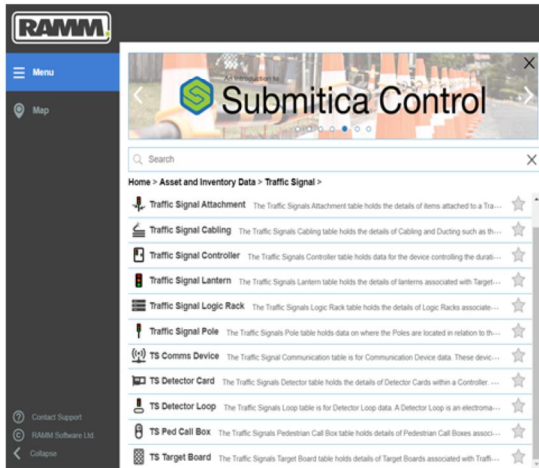 RAMM
Menu
Map
An introduction to
Submitica Control
Search
Home > Asset and Inventory Data > Traffic Signal >
Traffic Signal Attachment The Traffic Signals Attachment table holds the details of items attached to a Tra...
Traffic Signal Cabling The Traffic Signals Cabling table holds the details of Cabling and Ducting such as th...
Traffic Signal Controller The Traffic Signals Controller table holds data for the device controlling the durati...
Traffic Signal Lantern The Traffic Signals Lantern table holds the details of lanterns associated with Target...
Traffic Signal Logic Rack The Traffic Signals Logic Rack table holds the details of Logic Racks associate...
Traffic Signal Pole The Traffic Signals Pole table holds data on where the Poles are located in relation to th...
TS Comms Device The Traffic Signal Communication table is for Communication Device data. These devic...
TS Detector Card The Traffic Signals Detector table holds the details of Detector Cards within a Controller. ...
TS Detector Loop The Traffic Signals Loop table is for Detector Loop data. A Detector Loop is an electroma...
TS Ped Call Box The Traffic Signals Pedestrian Call Box table holds details of Pedestrian Call Boxes associ...
TS Target Board The Traffic Signals Target Board table holds details of Target Boards associated with Traffi...
Contact Support
RAMM Software Ltd
Collapse